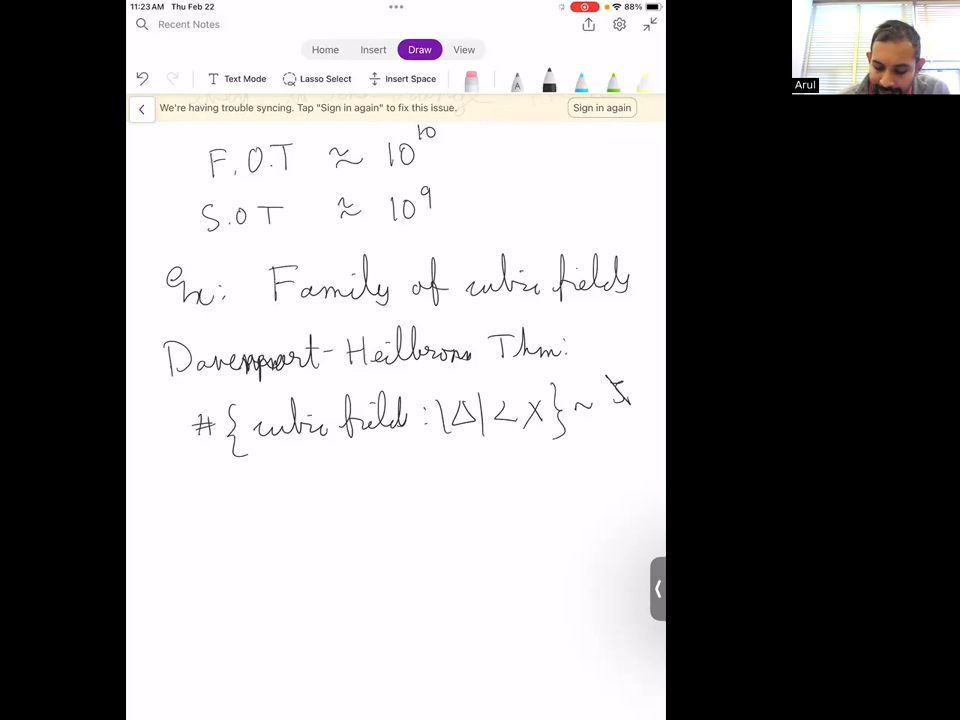 11:23 AM Thu Feb 22
88%
Recent Notes
Home Insert Draw View
T Text Mode Lasso Select Insert Space A
We're having trouble syncing. Tap "Sign in again" to fix this issue. Sign in again
F.O.T ≈ 10^10
S.O T ≈ 10^9
Ex: Family of cubic fields
Davenport-Heilbronn Thm:
# { cubic field : |Δ| < X } ~
Arul